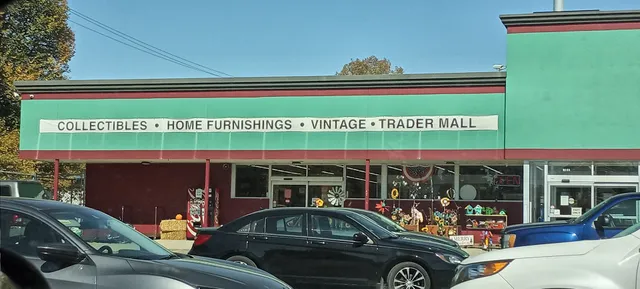 COLLECTIBLES • HOME FURNISHINGS • VINTAGE • TRADER MALL